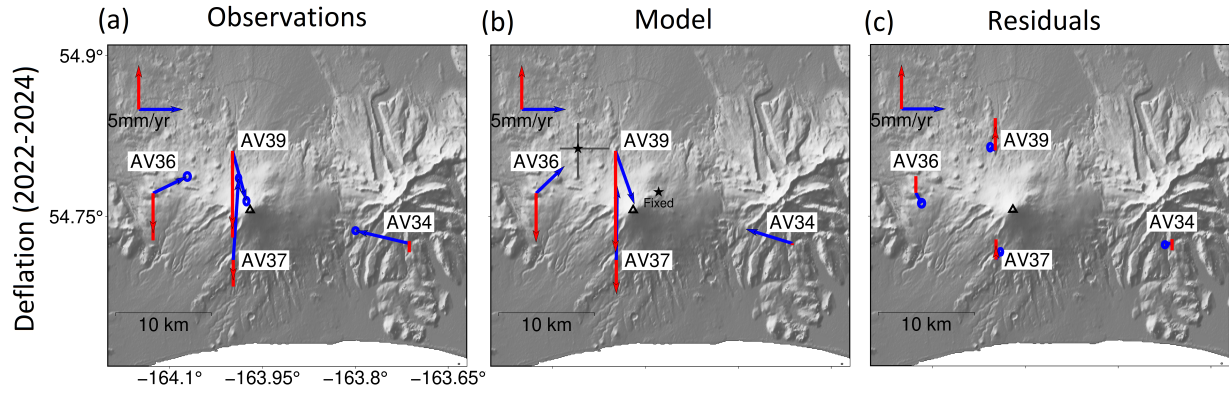 (a) Observations
(b) Model
(c) Residuals
Deflation (2022-2024)
54.9°
54.75°
5mm/yr
AV39
AV36
AV34
AV37
10 km
−164.1° −163.95° −163.8° −163.65°
5mm/yr
AV39
AV36
Fixed
AV34
AV37
10 km
5mm/yr
AV39
AV36
AV34
AV37
10 km